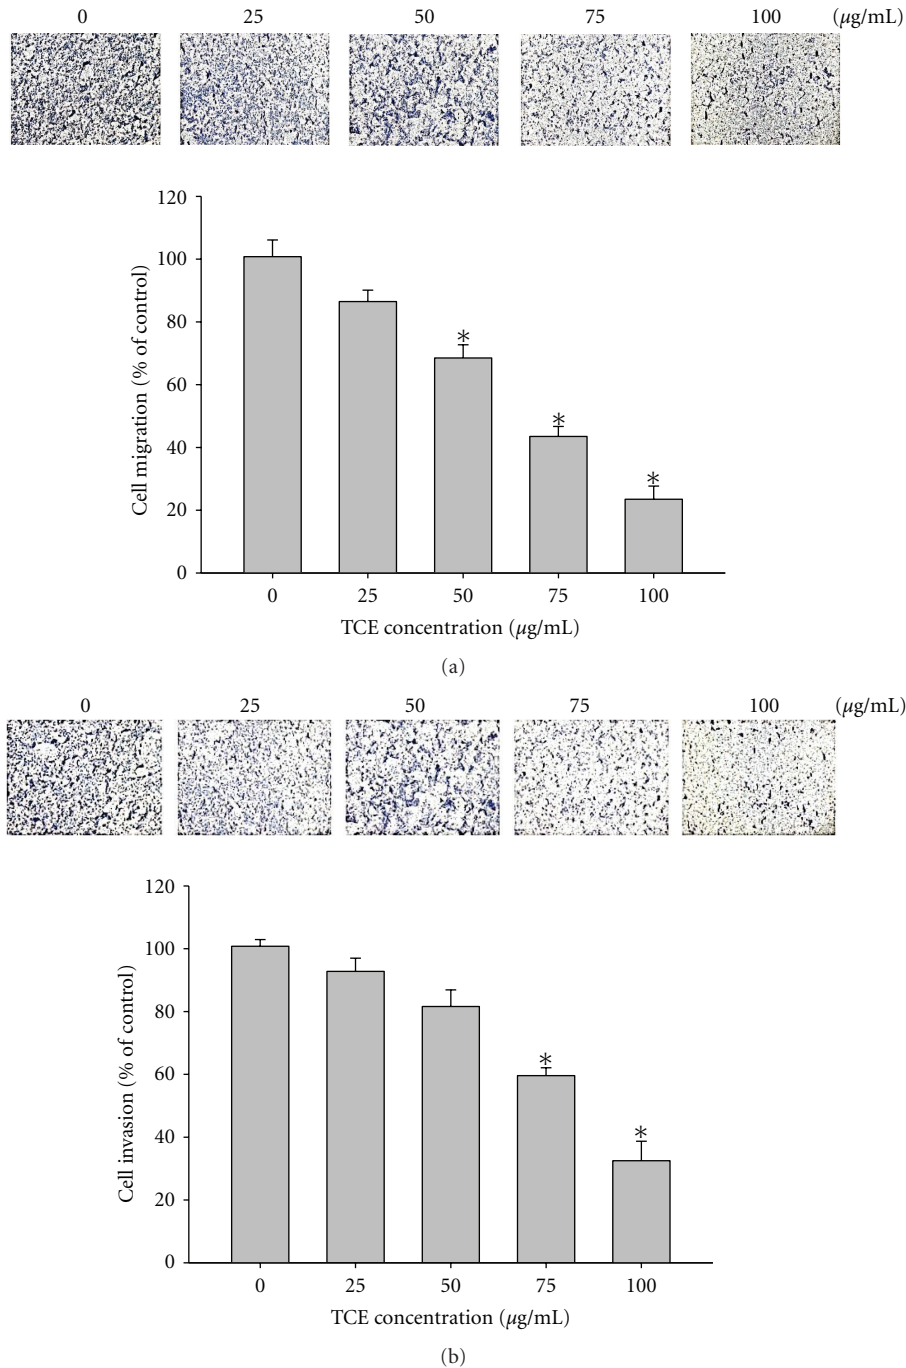 0 25 50 75 100 (µg/mL)
120
100
80
60
40
20
0
Cell migration (% of control)
* * *
0 25 50 75 100
TCE concentration (µg/mL)
(a)
0 25 50 75 100 (µg/mL)
120
100
80
60
40
20
0
Cell invasion (% of control)
* *
0 25 50 75 100
TCE concentration (µg/mL)
(b)